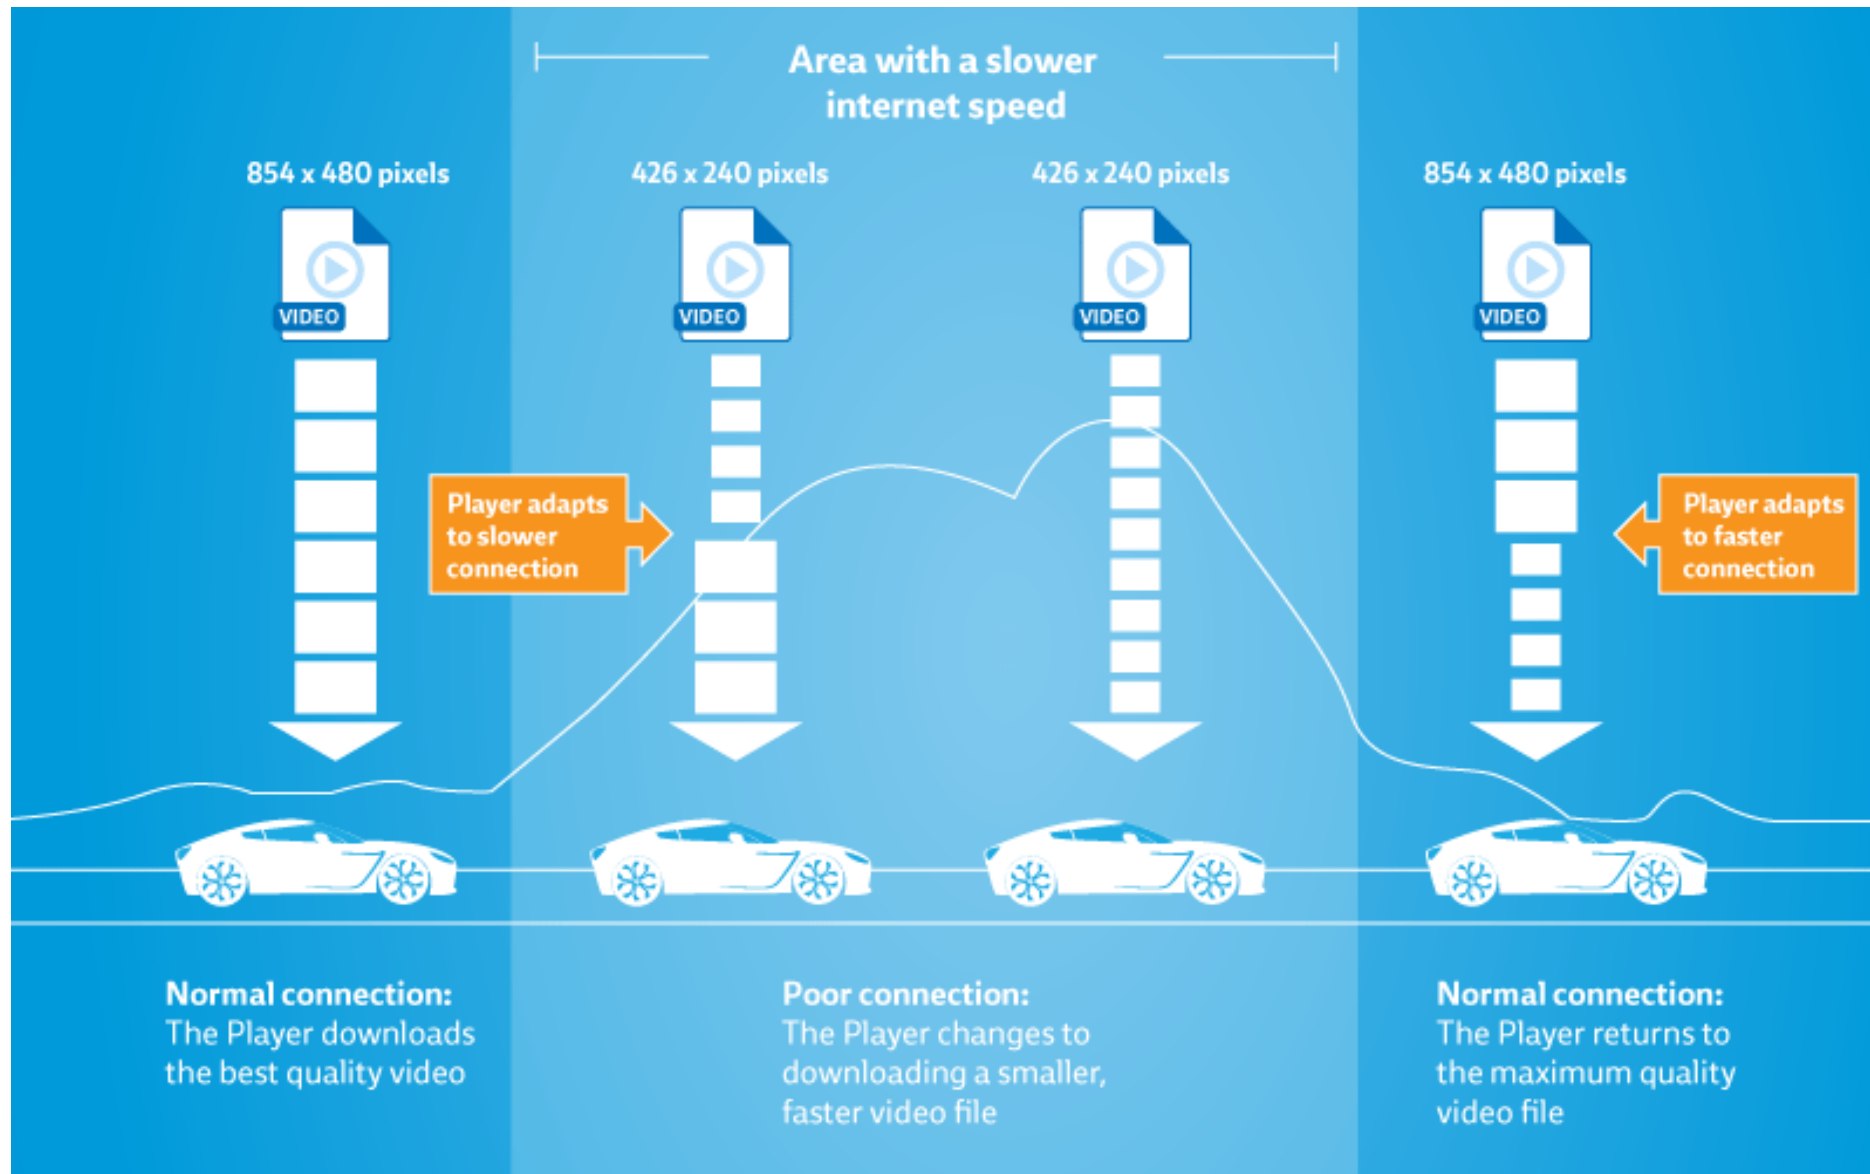 Area with a slower
internet speed
854 x 480 pixels
426 x 240 pixels
426 x 240 pixels
854 x 480 pixels
VIDEO
VIDEO
VIDEO
VIDEO
Player adapts
to slower
connection
Player adapts
to faster
connection
Normal connection:
The Player downloads
the best quality video
Poor connection:
The Player changes to
downloading a smaller,
faster video file
Normal connection:
The Player returns to
the maximum quality
video file